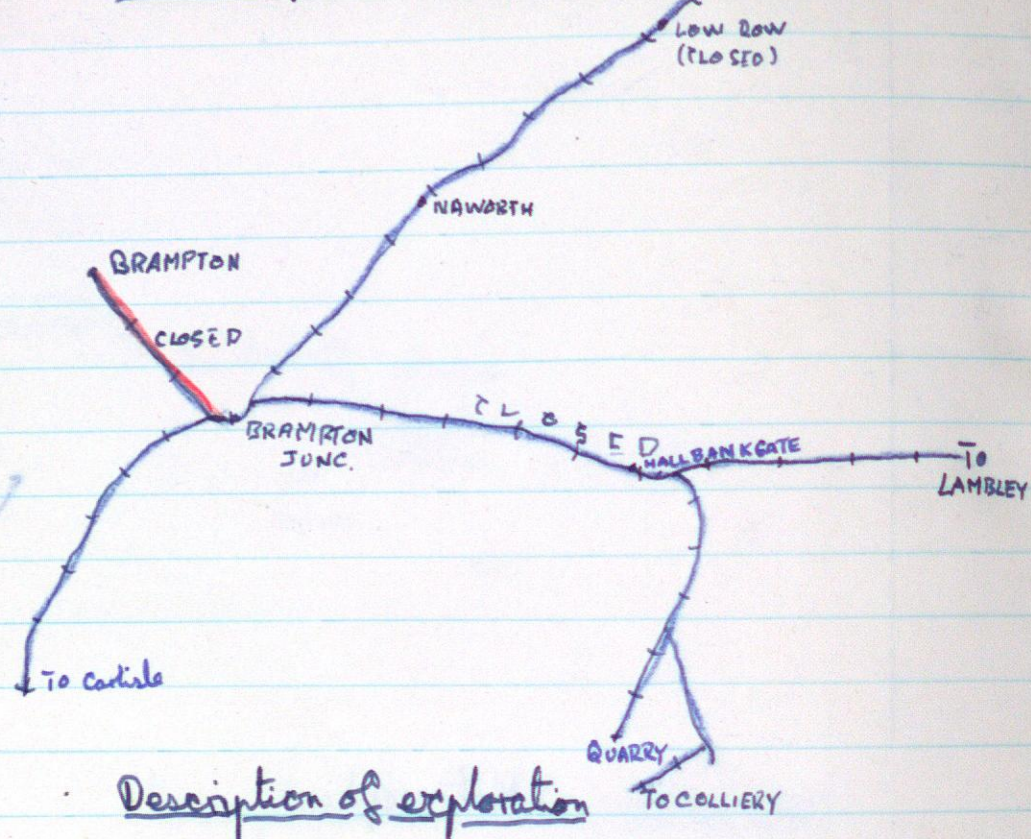 LOW ROW
(CLOSED)
NAWORTH
BRAMPTON
CLOSED
CLOSED
BRAMPTON
JUNC.
HALLBANKGATE
TO
LAMBLEY
To Carlisle
QUARRY
TO COLLIERY
Description of exploration